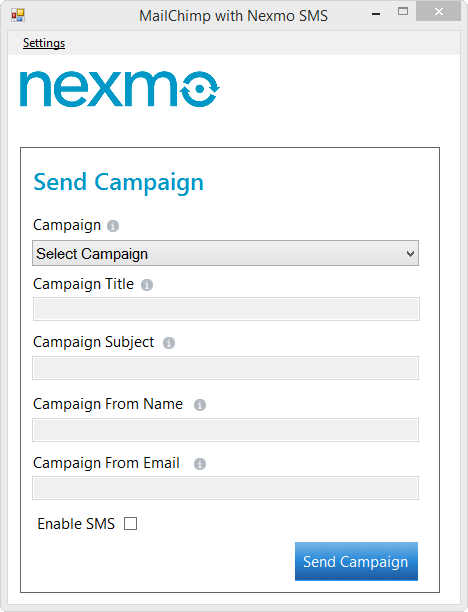 MailChimp with Nexmo SMS
Settings
nexmo
Send Campaign
Campaign
Select Campaign
Campaign Title
Campaign Subject
Campaign From Name
Campaign From Email
Enable SMS
Send Campaign